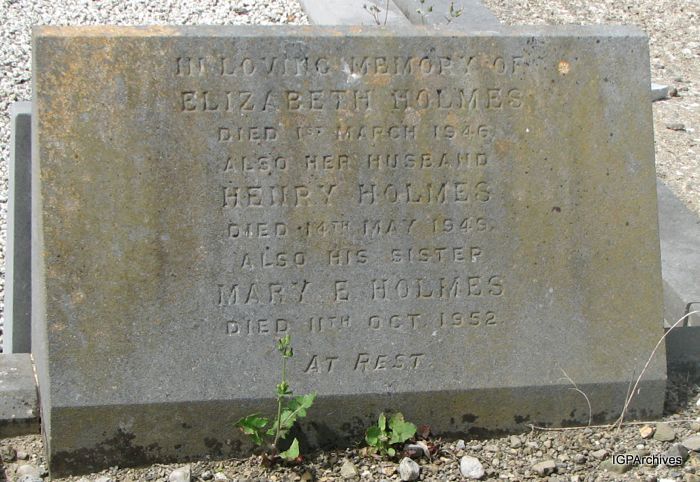 IN LOVING MEMORY OF
ELIZABETH HOLMES
DIED 1ST MARCH 1946
ALSO HER HUSBAND
HENRY HOLMES
DIED 14TH MAY 1949.
ALSO HIS SISTER
MARY E HOLMES
DIED 11TH OCT. 1952
AT REST.
IGPArchives